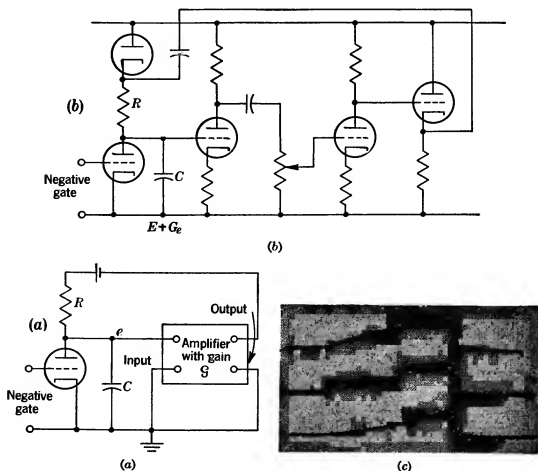 (b)
R
Negative
gate
C
E + Ge
(b)
(a)
R
e
Output
Amplifier
with gain
G
Input
C
Negative
gate
(a)
(c)